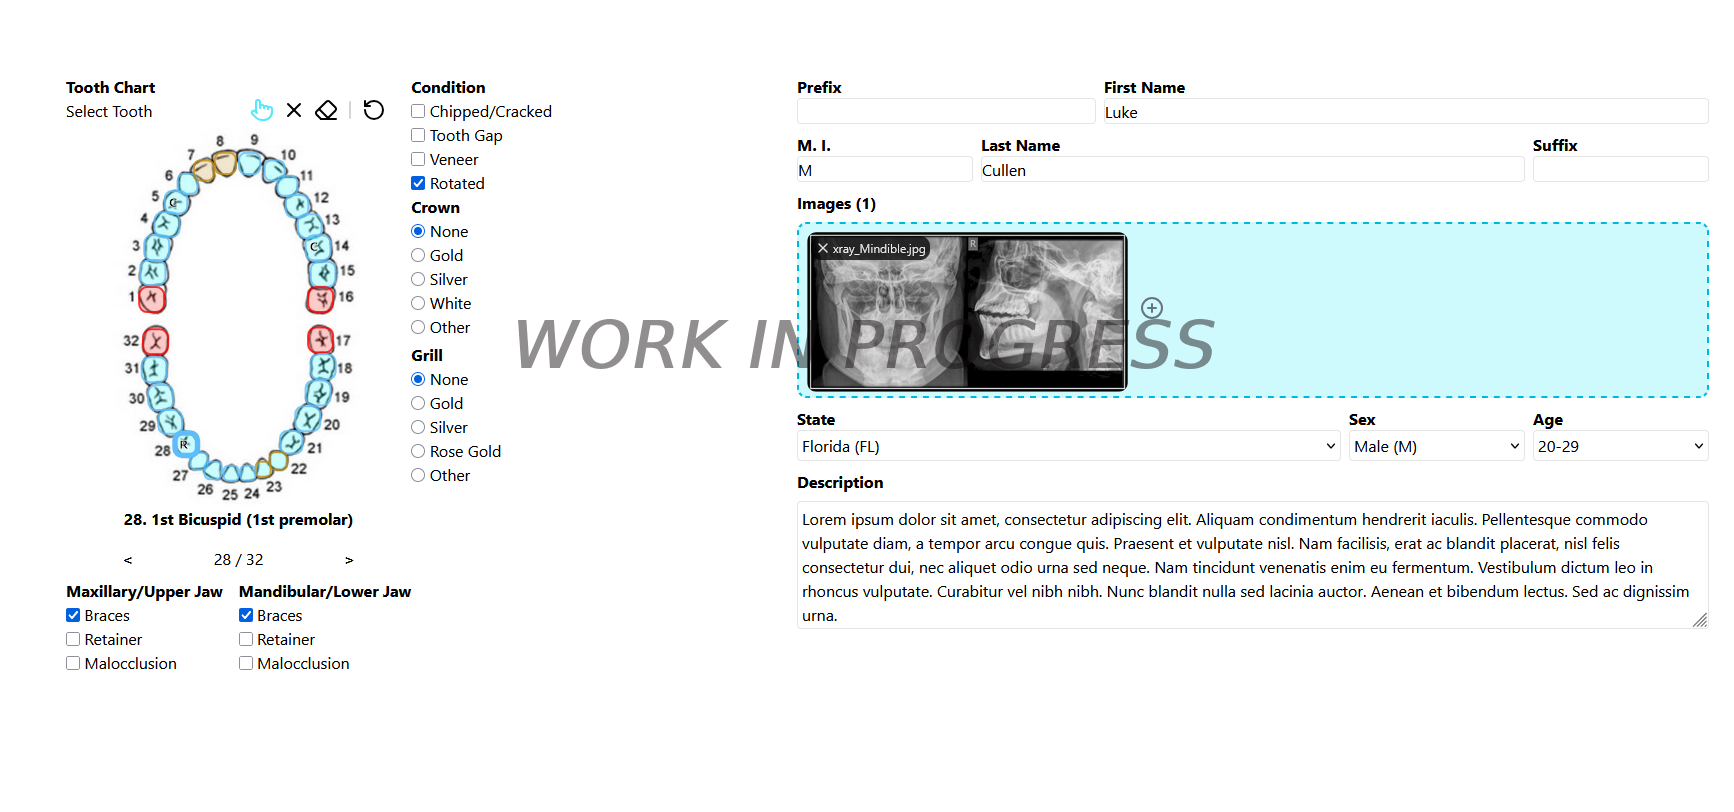 Tooth Chart
Select Tooth
7 8 9 10
6 11
5 C 12
4 13
3 C 14
2 15
1 16
32 17
31 18
30 19
29 20
28 R 21
27 22
26 25 24 23
28. 1st Bicuspid (1st premolar)
< 28 / 32 >
Maxillary/Upper Jaw
Braces
Retainer
Malocclusion
Mandibular/Lower Jaw
Braces
Retainer
Malocclusion
Condition
Chipped/Cracked
Tooth Gap
Veneer
Rotated
Crown
None
Gold
Silver
White
Other
Grill
None
Gold
Silver
Rose Gold
Other
WORK IN PROGRESS
Prefix
First Name
Luke
M. I.
M
Last Name
Cullen
Suffix
Images (1)
xray_Mindible.jpg
R
State
Florida (FL)
Sex
Male (M)
Age
20-29
Description
Lorem ipsum dolor sit amet, consectetur adipiscing elit. Aliquam condimentum hendrerit iaculis. Pellentesque commodo
vulputate diam, a tempor arcu congue quis. Praesent et vulputate nisl. Nam facilisis, erat ac blandit placerat, nisl felis
consectetur dui, nec aliquet odio urna sed neque. Nam tincidunt venenatis enim eu fermentum. Vestibulum dictum leo in
rhoncus vulputate. Curabitur vel nibh nibh. Nunc blandit nulla sed lacinia auctor. Aenean et bibendum lectus. Sed ac dignissim
urna.